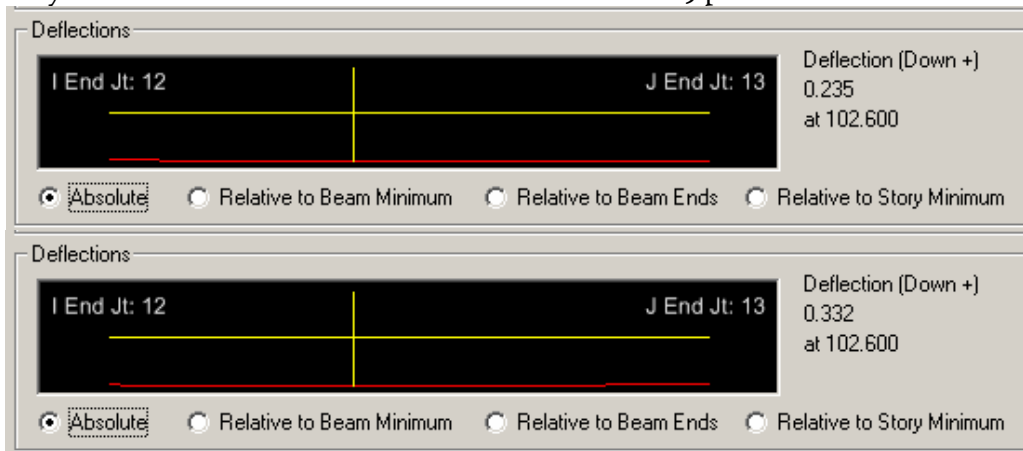 Deflections
I End Jt: 12
J End Jt: 13
Deflection (Down +)
0.235
at 102.600
Absolute
Relative to Beam Minimum
Relative to Beam Ends
Relative to Story Minimum
Deflections
I End Jt: 12
J End Jt: 13
Deflection (Down +)
0.332
at 102.600
Absolute
Relative to Beam Minimum
Relative to Beam Ends
Relative to Story Minimum